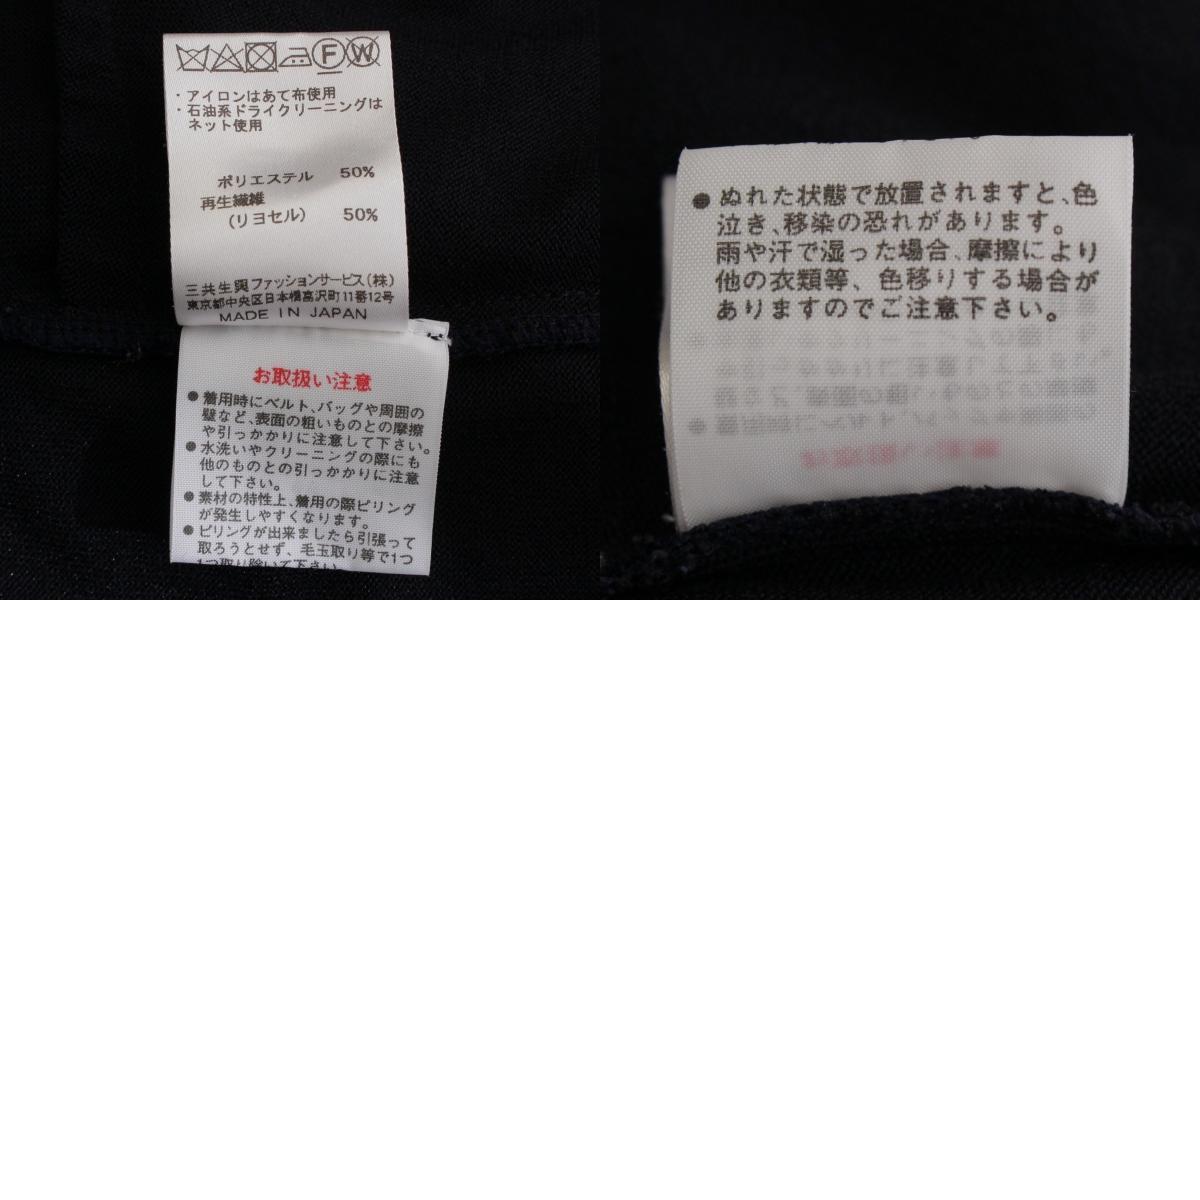 F W
・アイロンはあて布使用
・石油系ドライクリーニングは
ネット使用
ポリエステル 50%
再生繊維
(リヨセル) 50%
三共生興ファッションサービス(株)
東京都中央区日本橋富沢町11番12号
MADE IN JAPAN
お取扱い注意
●着用時にベルト、バッグや周囲の
壁など、表面の粗いものとの摩擦
や引っかかりに注意して下さい。
●水洗いやクリーニングの際にも
他のものとの引っかかりに注意
して下さい。
●素材の特性上、着用の際ピリング
が発生しやすくなります。
●ピリングが出来ましたら引張って
取ろうとせず、毛玉取り等で1つ
1つ取り除いて下さい。
●ぬれた状態で放置されますと、色
泣き、移染の恐れがあります。
雨や汗で湿った場合、摩擦により
他の衣類等、色移りする場合が
ありますのでご注意下さい。